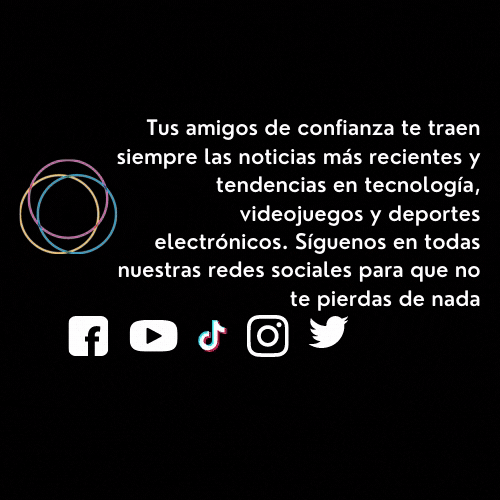 Tus amigos de confianza te traen
siempre las noticias más recientes y
tendencias en tecnología,
videojuegos y deportes
electrónicos. Síguenos en todas
nuestras redes sociales para que no
te pierdas de nada